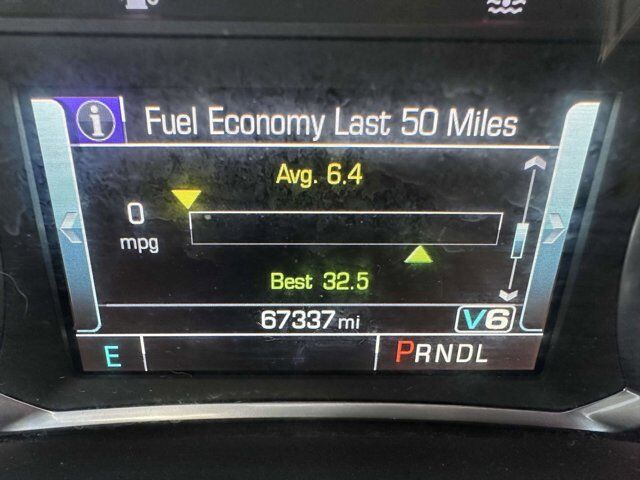 Fuel Economy Last 50 Miles
Avg. 6.4
0
mpg
Best 32.5
67337 mi
V6
E
PRNDL